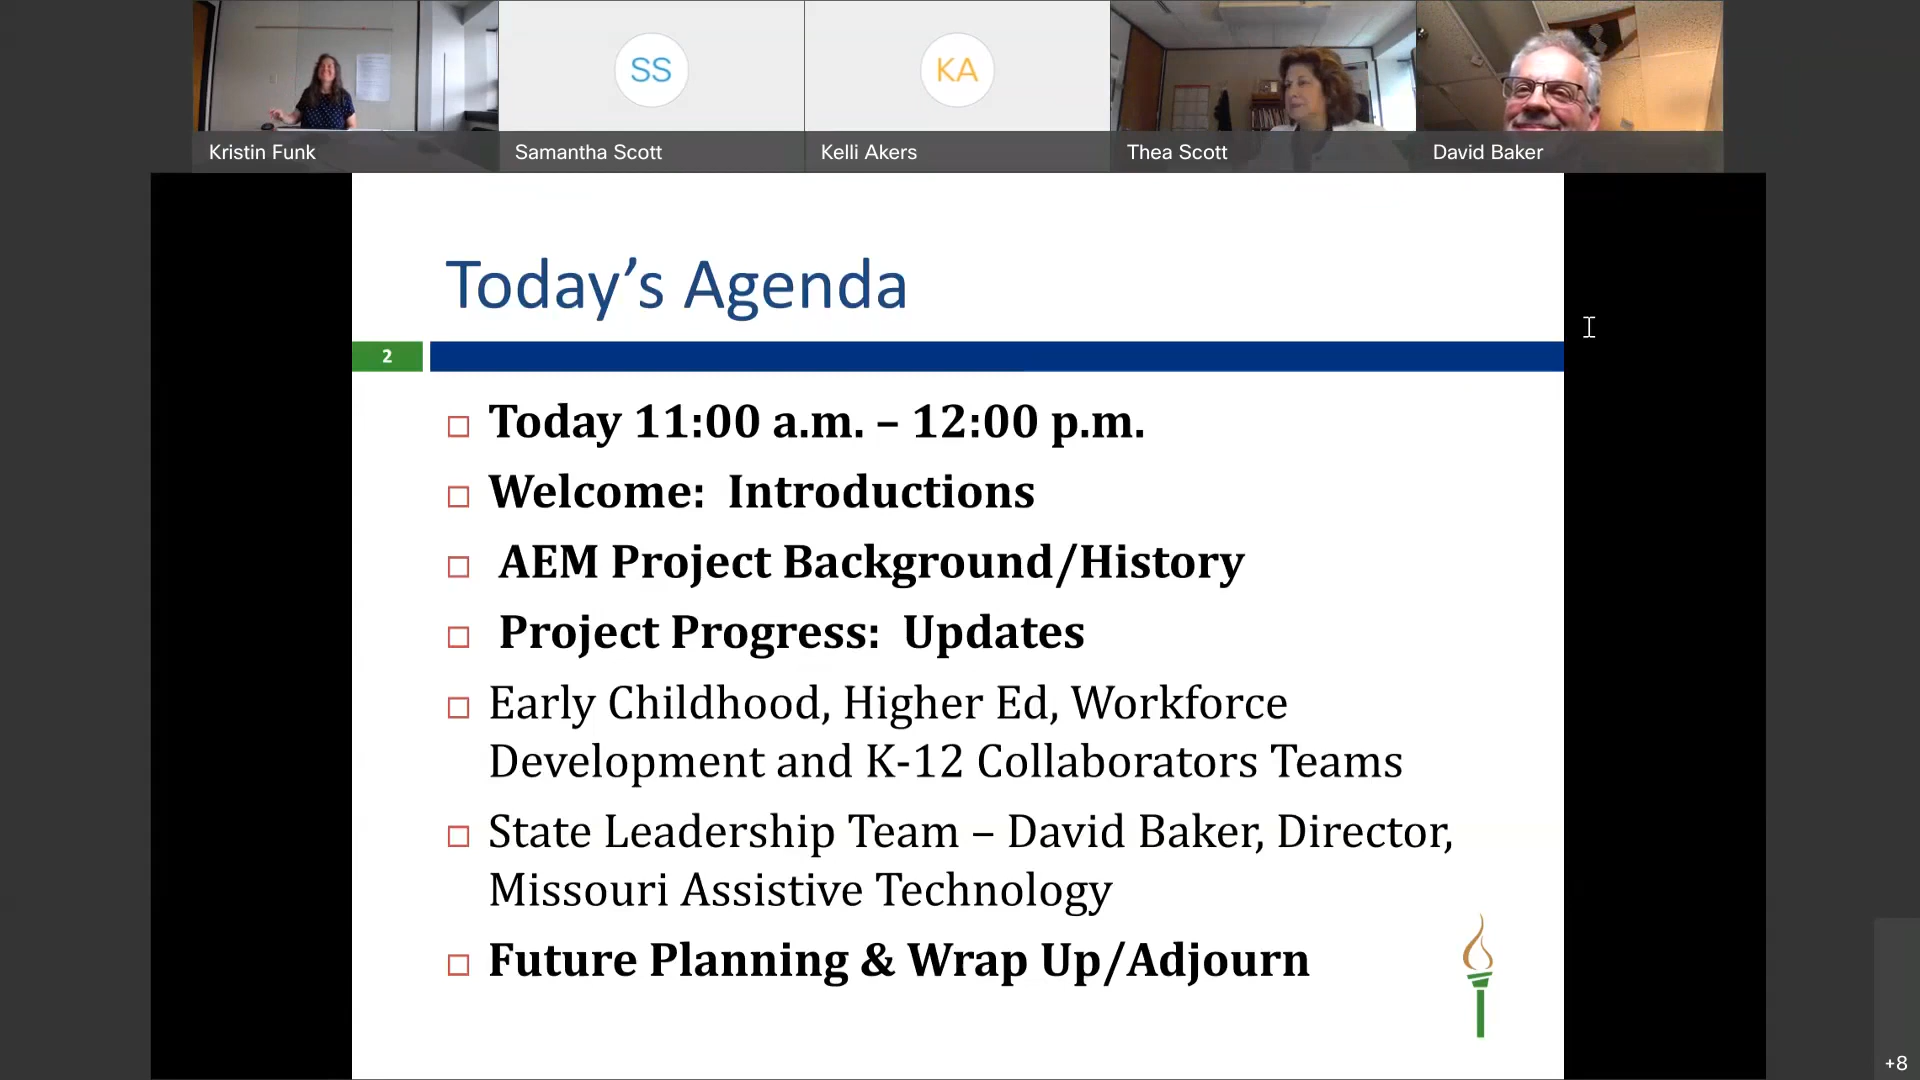 SS
KA
Kristin Funk
Samantha Scott
Kelli Akers
Thea Scott
David Baker
Today’s Agenda
2
Today 11:00 a.m. – 12:00 p.m.
Welcome:  Introductions
AEM Project Background/History
Project Progress:  Updates
Early Childhood, Higher Ed, Workforce
Development and K-12 Collaborators Teams
State Leadership Team – David Baker, Director,
Missouri Assistive Technology
Future Planning & Wrap Up/Adjourn
+8